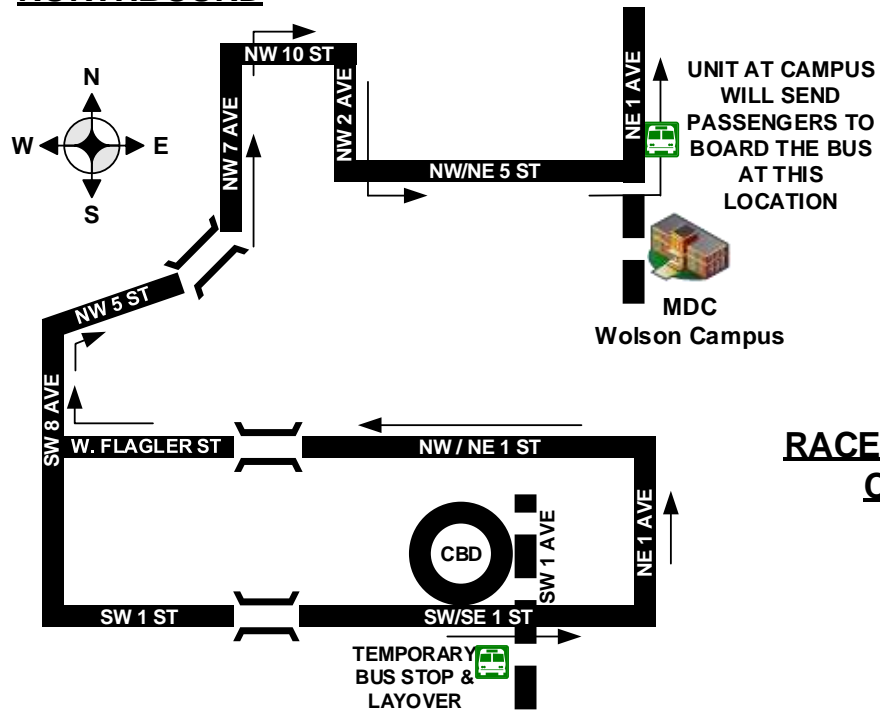 NW 10 ST
N
W
E
S
NW 7 AVE
NW 2 AVE
NE 1 AVE
UNIT AT CAMPUS
WILL SEND
PASSENGERS TO
BOARD THE BUS
AT THIS
LOCATION
NW/NE 5 ST
MDC
Wolson Campus
NW 5 ST
SW 8 AVE
W. FLAGLER ST
NW / NE 1 ST
RACE
CBD
SW 1 AVE
NE 1 AVE
SW 1 ST
SW/SE 1 ST
TEMPORARY
BUS STOP &
LAYOVER